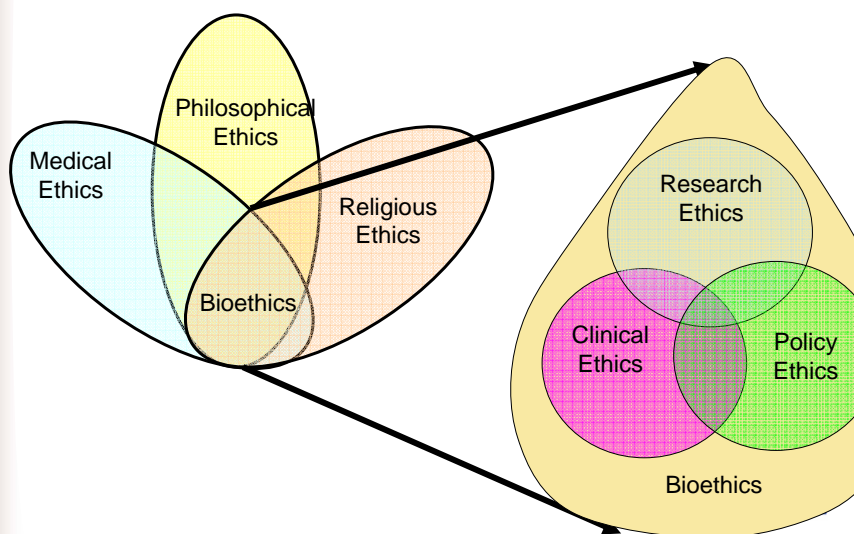 Philosophical
Ethics
Medical
Ethics
Religious
Ethics
Bioethics
Research
Ethics
Clinical
Ethics
Policy
Ethics
Bioethics